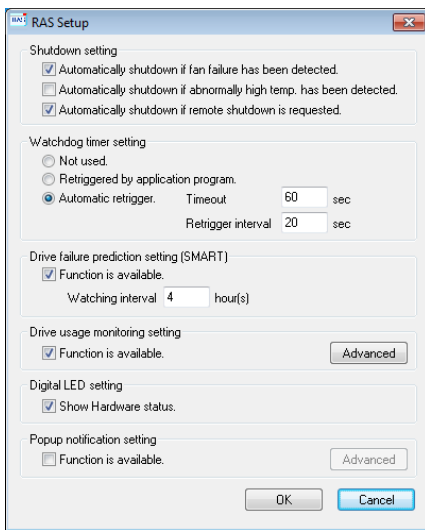 RAS Setup
Shutdown setting
Automatically shutdown if fan failure has been detected.
Automatically shutdown if abnormally high temp. has been detected.
Automatically shutdown if remote shutdown is requested.
Watchdog timer setting
Not used.
Retriggered by application program.
Automatic retrigger. Timeout 60 sec
Retrigger interval 20 sec
Drive failure prediction setting (SMART)
Function is available.
Watching interval 4 hour(s)
Drive usage monitoring setting
Function is available. Advanced
Digital LED setting
Show Hardware status.
Popup notification setting
Function is available. Advanced
OK Cancel